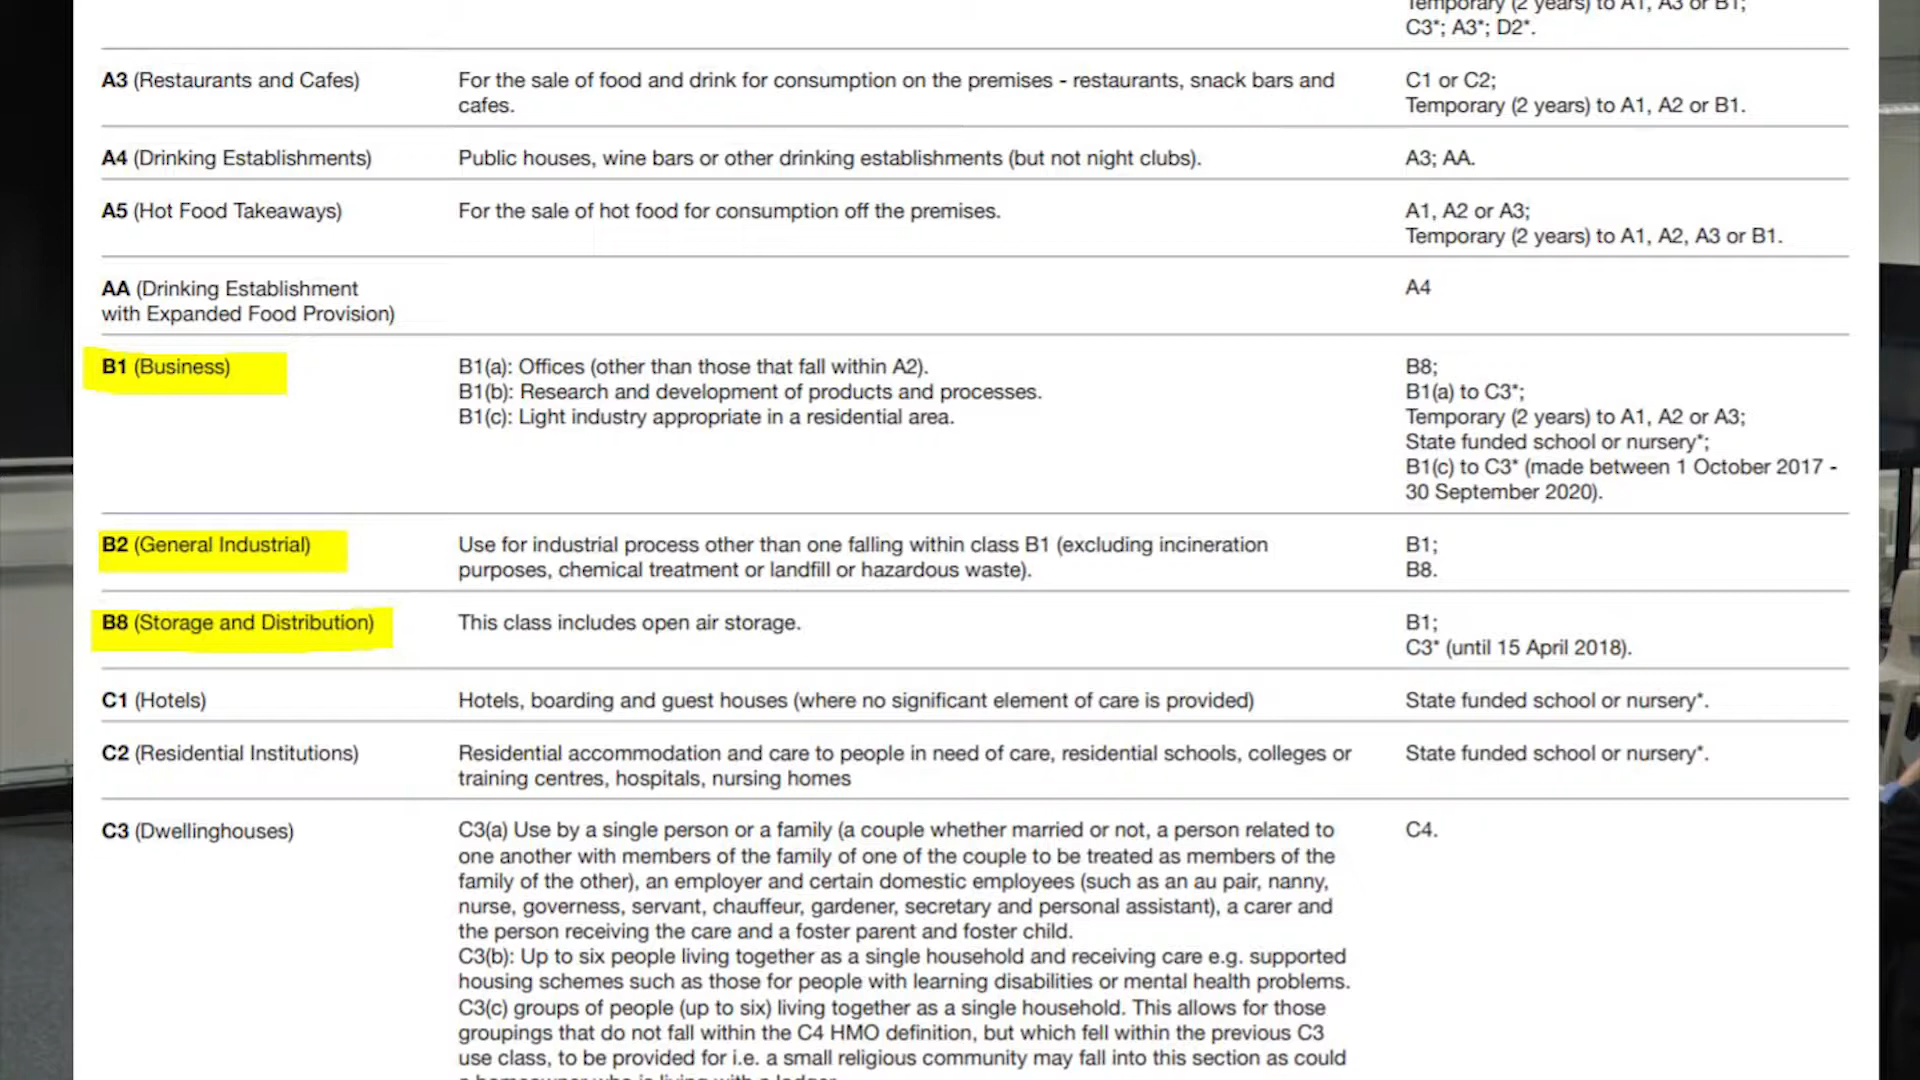 Temporary (2 years) to A1, A3 or B1;
C3*; A3*; D2*.
A3 (Restaurants and Cafes)
For the sale of food and drink for consumption on the premises - restaurants, snack bars and
cafes.
C1 or C2;
Temporary (2 years) to A1, A2 or B1.
A4 (Drinking Establishments)
Public houses, wine bars or other drinking establishments (but not night clubs).
A3; AA.
A5 (Hot Food Takeaways)
For the sale of hot food for consumption off the premises.
A1, A2 or A3;
Temporary (2 years) to A1, A2, A3 or B1.
AA (Drinking Establishment
with Expanded Food Provision)
A4
B1 (Business)
B1(a): Offices (other than those that fall within A2).
B1(b): Research and development of products and processes.
B1(c): Light industry appropriate in a residential area.
B8;
B1(a) to C3*;
Temporary (2 years) to A1, A2 or A3;
State funded school or nursery*;
B1(c) to C3* (made between 1 October 2017 -
30 September 2020).
B2 (General Industrial)
Use for industrial process other than one falling within class B1 (excluding incineration
purposes, chemical treatment or landfill or hazardous waste).
B1;
B8.
B8 (Storage and Distribution)
This class includes open air storage.
B1;
C3* (until 15 April 2018).
C1 (Hotels)
Hotels, boarding and guest houses (where no significant element of care is provided)
State funded school or nursery*.
C2 (Residential Institutions)
Residential accommodation and care to people in need of care, residential schools, colleges or
training centres, hospitals, nursing homes
State funded school or nursery*.
C3 (Dwellinghouses)
C3(a) Use by a single person or a family (a couple whether married or not, a person related to
one another with members of the family of one of the couple to be treated as members of the
family of the other), an employer and certain domestic employees (such as an au pair, nanny,
nurse, governess, servant, chauffeur, gardener, secretary and personal assistant), a carer and
the person receiving the care and a foster parent and foster child.
C3(b): Up to six people living together as a single household and receiving care e.g. supported
housing schemes such as those for people with learning disabilities or mental health problems.
C3(c) groups of people (up to six) living together as a single household. This allows for those
groupings that do not fall within the C4 HMO definition, but which fell within the previous C3
use class, to be provided for i.e. a small religious community may fall into this section as could
C4.